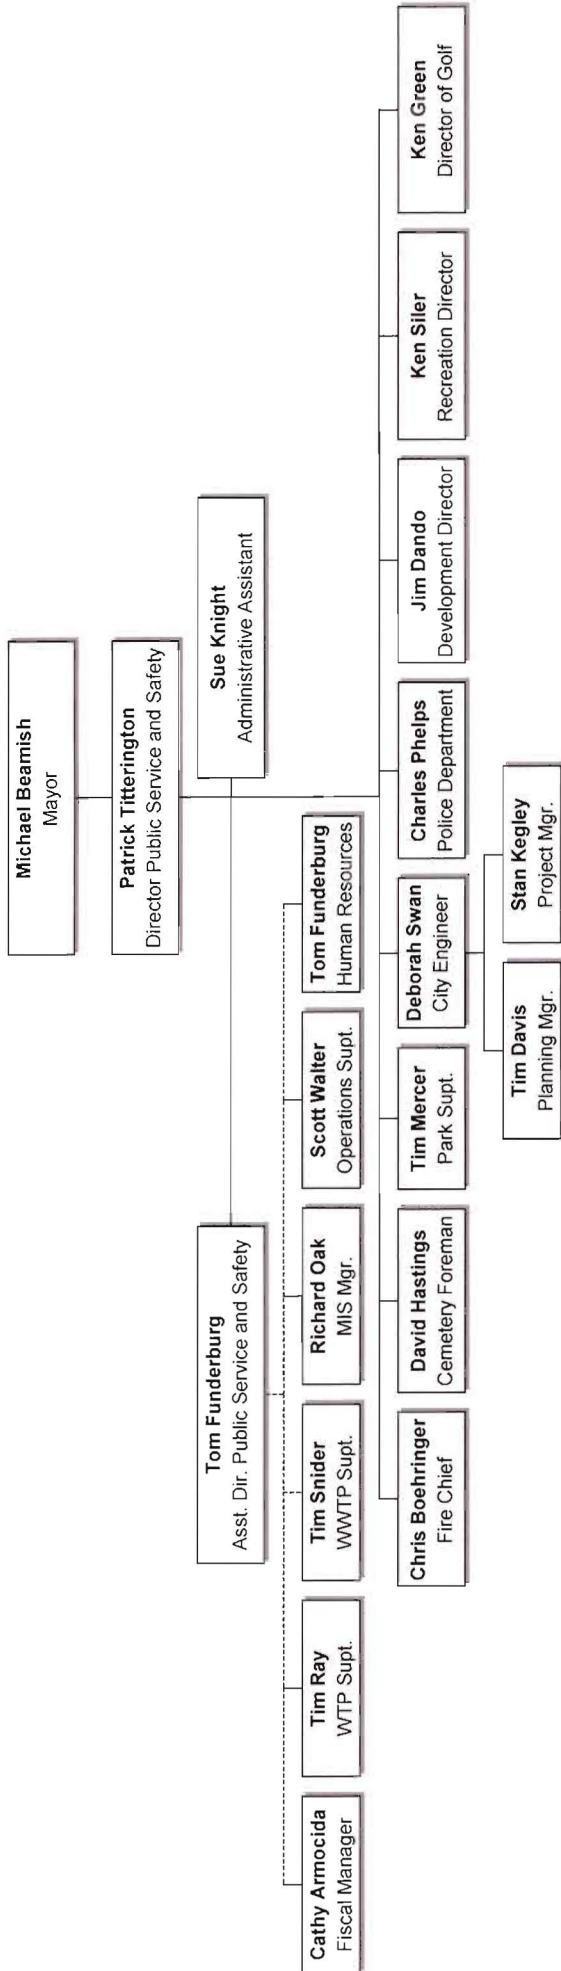 Michael Beamish
Mayor
Patrick Titterington
Director Public Service and Safety
Tom Funderburg
Asst. Dir. Public Service and Safety
Sue Knight
Administrative Assistant
Cathy Armocida
Fiscal Manager
Tim Ray
WTP Supt.
Tim Snider
WWTP Supt.
Richard Oak
MIS Mgr.
Scott Walter
Operations Supt.
Tom Funderburg
Human Resources
Chris Boehringer
Fire Chief
David Hastings
Cemetery Foreman
Tim Mercer
Park Supt.
Deborah Swan
City Engineer
Charles Phelps
Police Department
Jim Dando
Development Director
Ken Siler
Recreation Director
Ken Green
Director of Golf
Tim Davis
Planning Mgr.
Stan Kegley
Project Mgr.